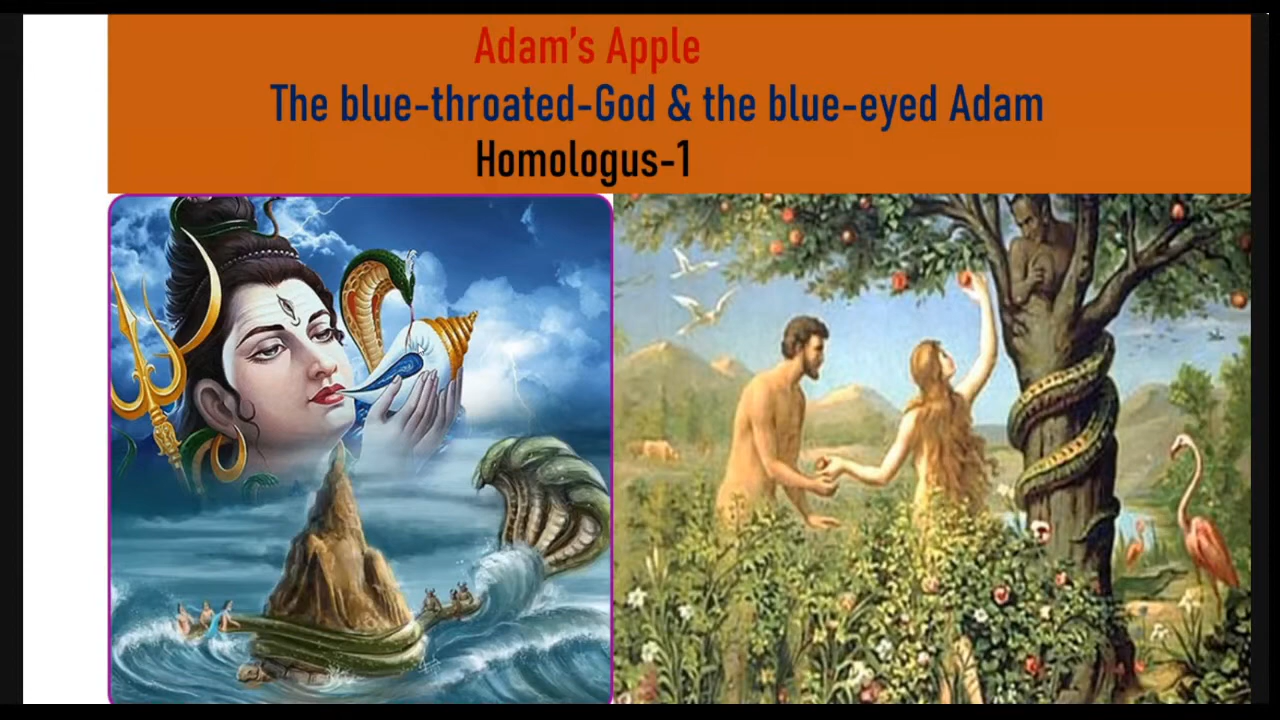 Adam's Apple
The blue-throated-God & the blue-eyed Adam
Homologus-1